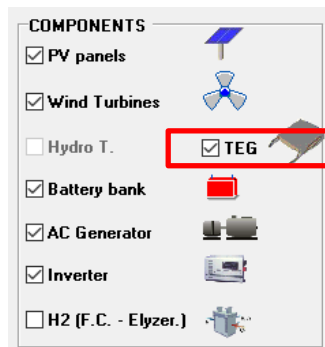 COMPONENTS
PV panels
Wind Turbines
Hydro T. TEG
Battery bank
AC Generator
Inverter
H2 (F.C. - Elyzer.)